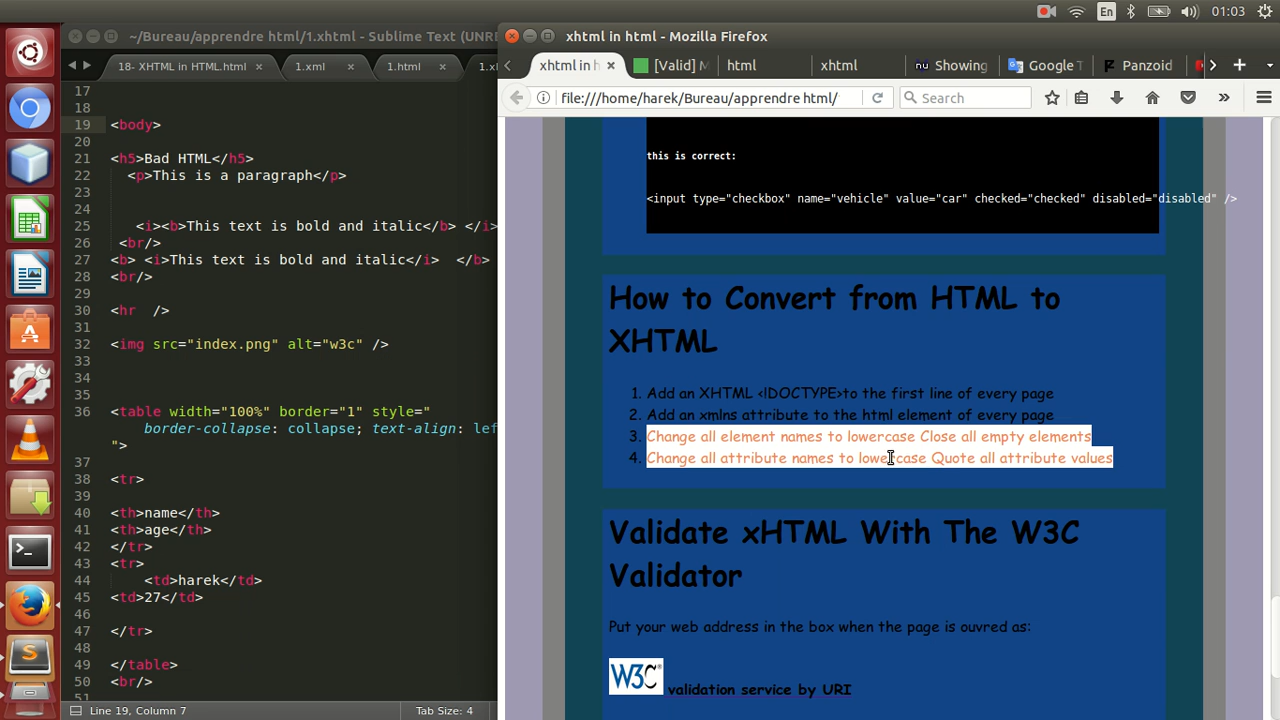 En 01:03
~/Bureau/apprendre html/1.xhtml - Sublime Text (UNRE
18- XHTML in HTML.html × 1.xml × 1.html × 1.x
17
18
19 <body>
20
21 <h5>Bad HTML</h5>
22 <p>This is a paragraph</p>
23
24
25 <i><b>This text is bold and italic</b> </i>
26 <br/>
27 <b> <i>This text is bold and italic</i> </b>
28 <br/>
29
30 <hr />
31
32 <img src="index.png" alt="w3c" />
33
34
35
36 <table width="100%" border="1" style="
border-collapse: collapse; text-align: lef
">
37
38 <tr>
39
40 <th>name</th>
41 <th>age</th>
42 </tr>
43 <tr>
44 <td>harek</td>
45 <td>27</td>
46
47 </tr>
48
49 </table>
50 <br/>
51
Line 19, Column 7 Tab Size: 4
xhtml in html - Mozilla Firefox
xhtml in h × [Valid] M html xhtml nu Showing Google T Panzoid
file:///home/harek/Bureau/apprendre html/ Search
this is correct:
<input type="checkbox" name="vehicle" value="car" checked="checked" disabled="disabled" />
How to Convert from HTML to
XHTML
1. Add an XHTML <!DOCTYPE>to the first line of every page
2. Add an xmlns attribute to the html element of every page
3. Change all element names to lowercase Close all empty elements
4. Change all attribute names to lowercase Quote all attribute values
Validate xHTML With The W3C
Validator
Put your web address in the box when the page is ouvred as:
W3C® validation service by URI